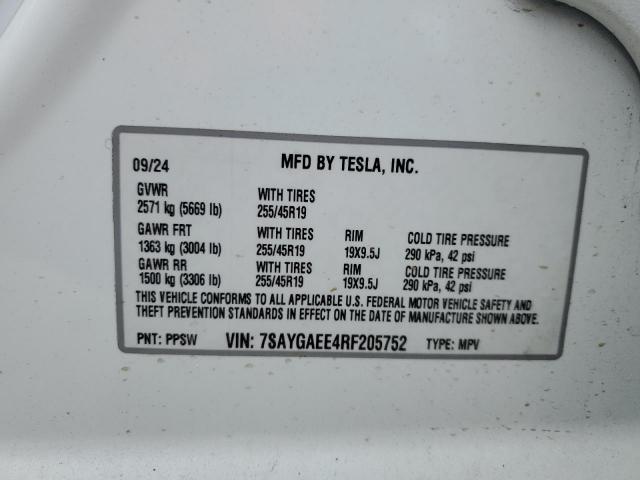 09/24 MFD BY TESLA, INC.
GVWR WITH TIRES
2571 kg (5669 lb) 255/45R19
GAWR FRT WITH TIRES RIM COLD TIRE PRESSURE
1363 kg (3004 lb) 255/45R19 19X9.5J 290 kPa, 42 psi
GAWR RR WITH TIRES RIM COLD TIRE PRESSURE
1500 kg (3306 lb) 255/45R19 19X9.5J 290 kPa, 42 psi
THIS VEHICLE CONFORMS TO ALL APPLICABLE U.S. FEDERAL MOTOR VEHICLE SAFETY AND
THEFT PREVENTION STANDARDS IN EFFECT ON THE DATE OF MANUFACTURE SHOWN ABOVE.
PNT: PPSW VIN: 7SAYGAEE4RF205752 TYPE: MPV